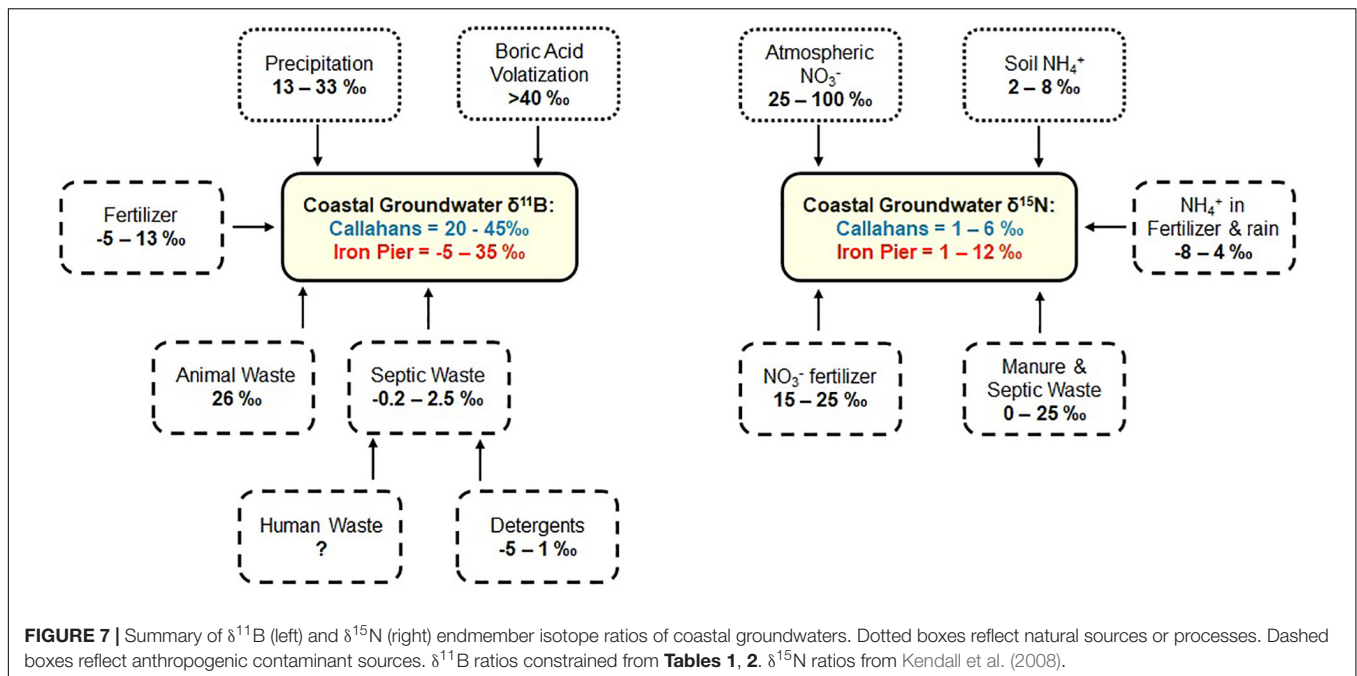 Precipitation
13 – 33 ‰
Boric Acid
Volatization
>40 ‰
Atmospheric
NO₃⁻
25 – 100 ‰
Soil NH₄⁺
2 – 8 ‰
Fertilizer
-5 – 13 ‰
Coastal Groundwater δ¹¹B:
Callahans = 20 - 45‰
Iron Pier = -5 – 35 ‰
Coastal Groundwater δ¹⁵N:
Callahans = 1 – 6 ‰
Iron Pier = 1 – 12 ‰
NH₄⁺ in
Fertilizer & rain
-8 – 4 ‰
Animal Waste
26 ‰
Septic Waste
-0.2 – 2.5 ‰
NO₃⁻ fertilizer
15 – 25 ‰
Manure &
Septic Waste
0 – 25 ‰
Human Waste
?
Detergents
-5 – 1 ‰
FIGURE 7 | Summary of δ¹¹B (left) and δ¹⁵N (right) endmember isotope ratios of coastal groundwaters. Dotted boxes reflect natural sources or processes. Dashed
boxes reflect anthropogenic contaminant sources. δ¹¹B ratios constrained from Tables 1, 2. δ¹⁵N ratios from Kendall et al. (2008).